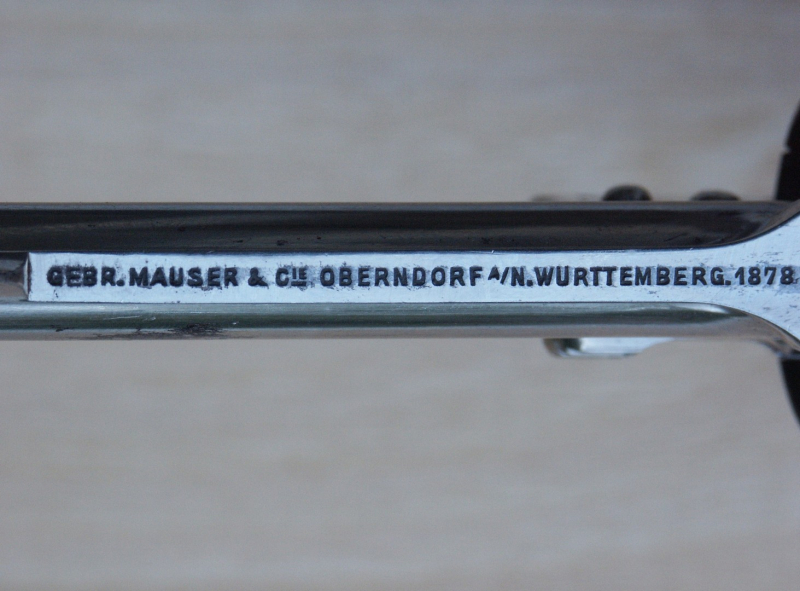 GEBR. MAUSER & CIE OBERNDORF A/N. WURTTEMBERG. 1878